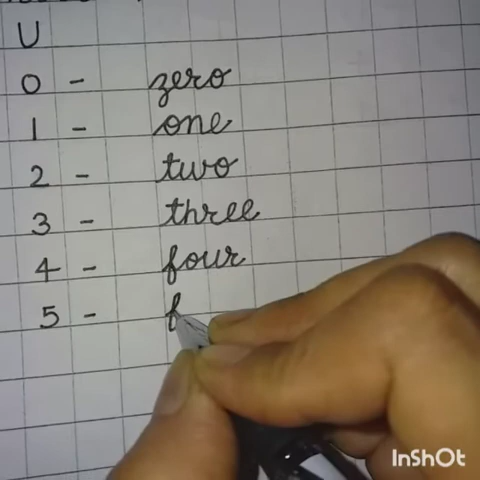 U
0 - zero
1 - one
2 - two
3 - three
4 - four
5 - f
InShOt